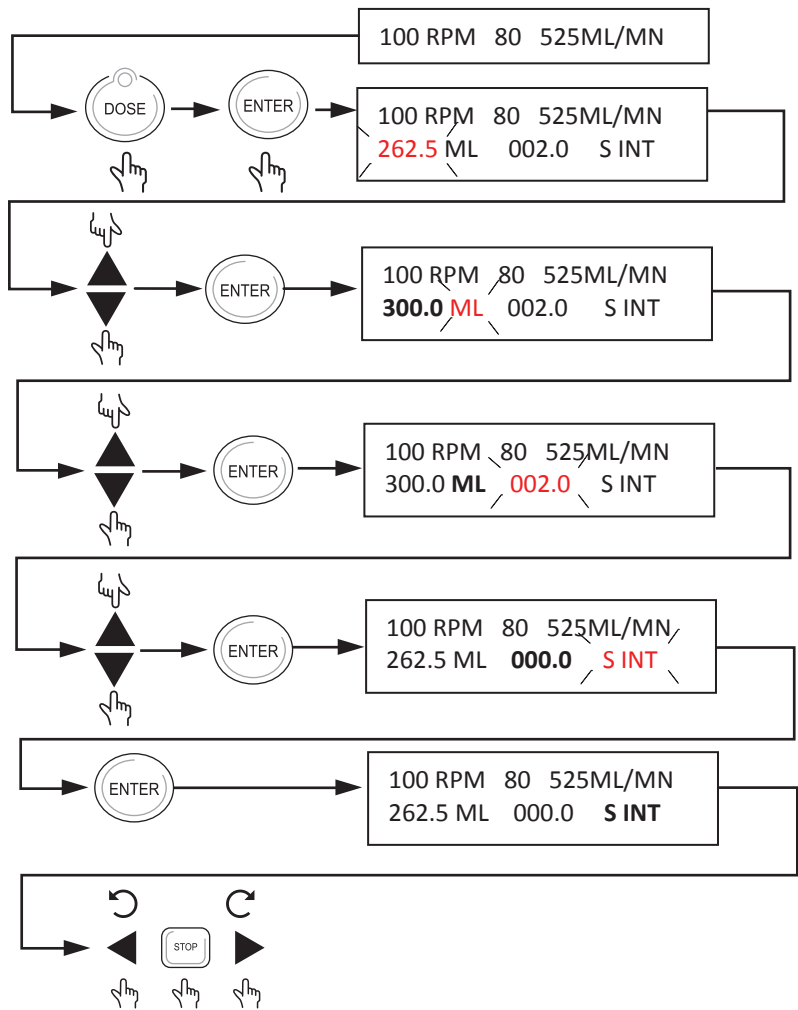 100 RPM 80 525ML/MN
DOSE
ENTER
100 RPM 80 525ML/MN
262.5 ML 002.0 S INT
ENTER
100 RPM 80 525ML/MN
300.0 ML 002.0 S INT
ENTER
100 RPM 80 525ML/MN
300.0 ML 002.0 S INT
ENTER
100 RPM 80 525ML/MN
262.5 ML 000.0 S INT
ENTER
100 RPM 80 525ML/MN
262.5 ML 000.0 S INT
STOP